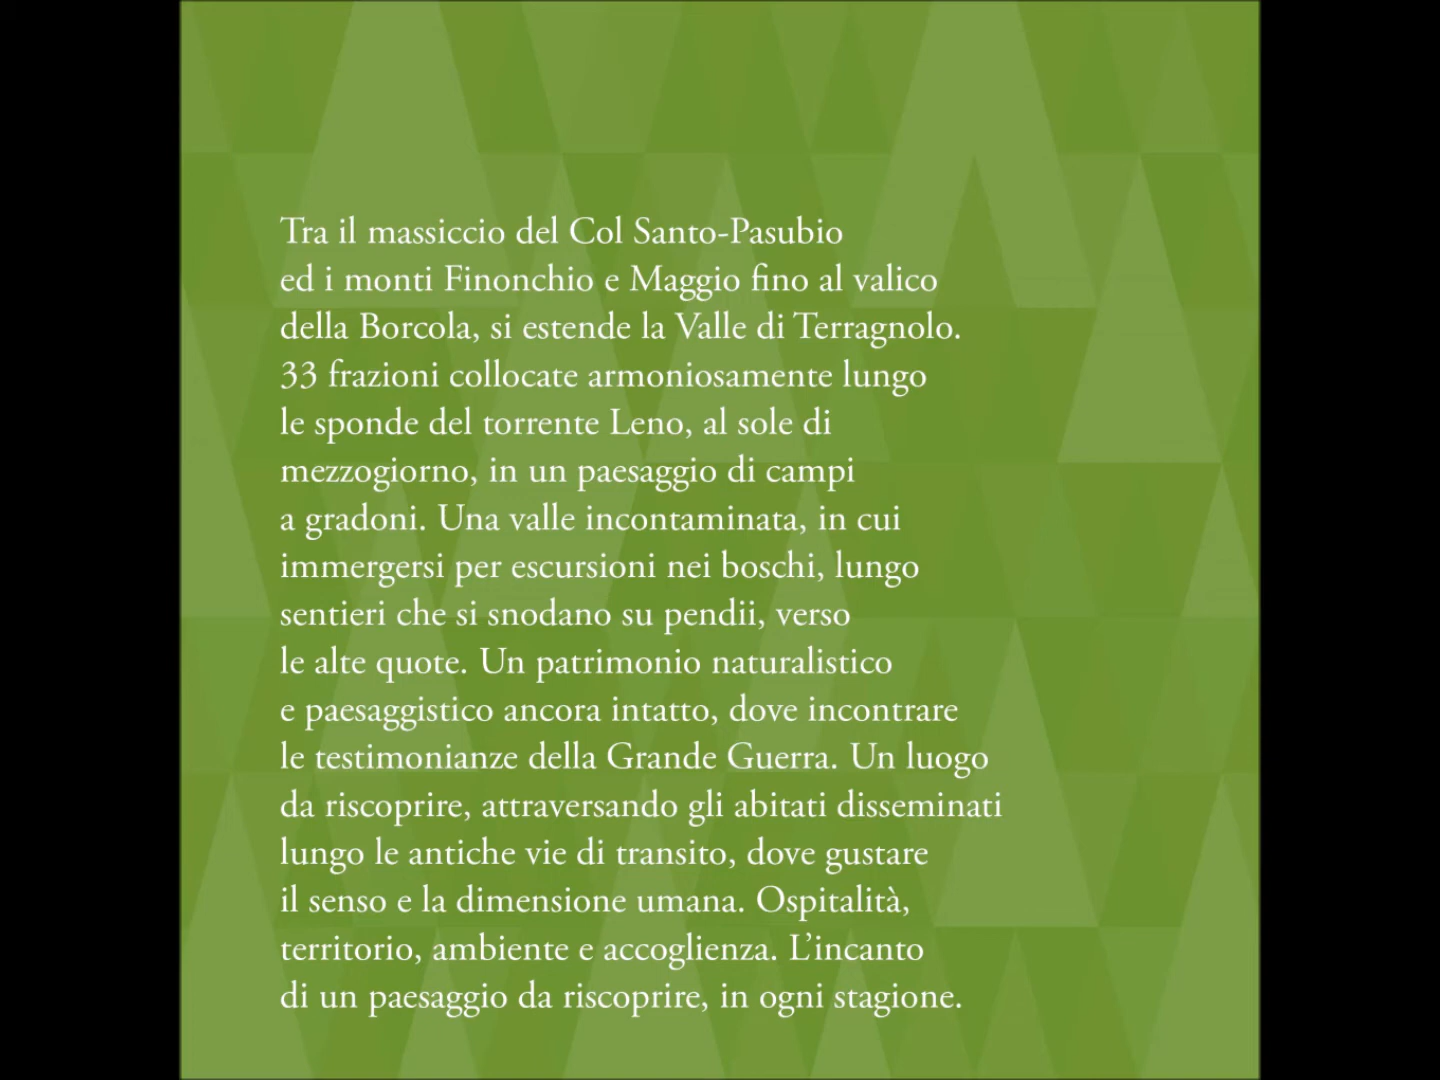 Tra il massiccio del Col Santo-Pasubio
ed i monti Finonchio e Maggio fino al valico
della Borcola, si estende la Valle di Terragnolo.
33 frazioni collocate armoniosamente lungo
le sponde del torrente Leno, al sole di
mezzogiorno, in un paesaggio di campi
a gradoni. Una valle incontaminata, in cui
immergersi per escursioni nei boschi, lungo
sentieri che si snodano su pendii, verso
le alte quote. Un patrimonio naturalistico
e paesaggistico ancora intatto, dove incontrare
le testimonianze della Grande Guerra. Un luogo
da riscoprire, attraversando gli abitati disseminati
lungo le antiche vie di transito, dove gustare
il senso e la dimensione umana. Ospitalità,
territorio, ambiente e accoglienza. L’incanto
di un paesaggio da riscoprire, in ogni stagione.